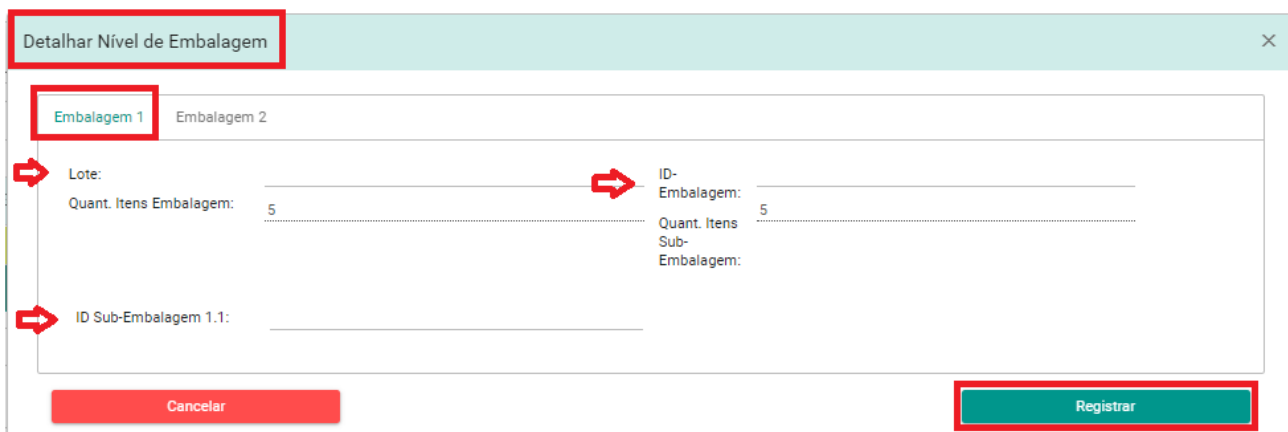 Detalhar Nível de Embalagem
Embalagem 1 Embalagem 2
Lote:
ID-
Embalagem:
Quant. Itens Embalagem: 5
Quant. Itens
Sub-
Embalagem:
5
ID Sub-Embalagem 1.1:
Cancelar Registrar